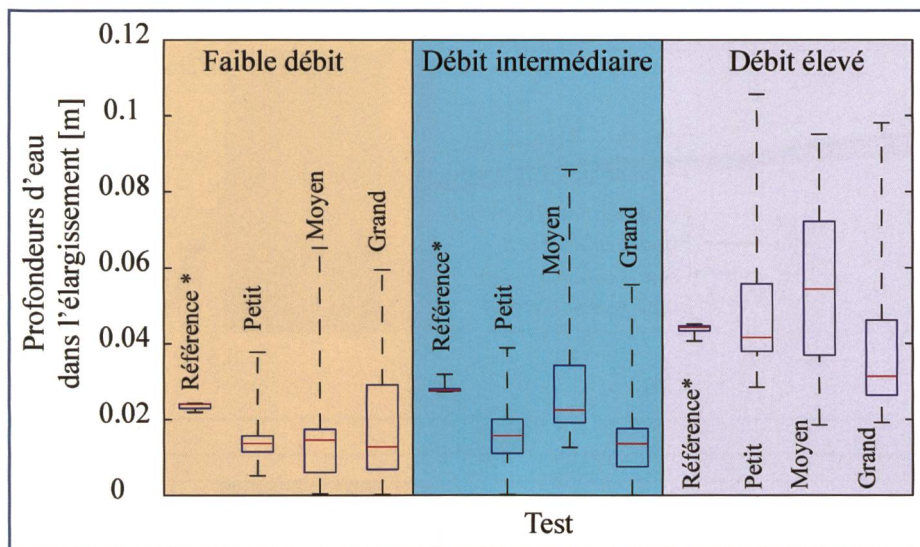 Profondeurs d'eau
dans l'élargissement [m]
0.12
0.1
0.08
0.06
0.04
0.02
0
Faible débit
Débit intermédiaire
Débit élevé
Référence*
Petit
Moyen
Grand
Référence*
Petit
Moyen
Grand
Référence*
Petit
Moyen
Grand
Test